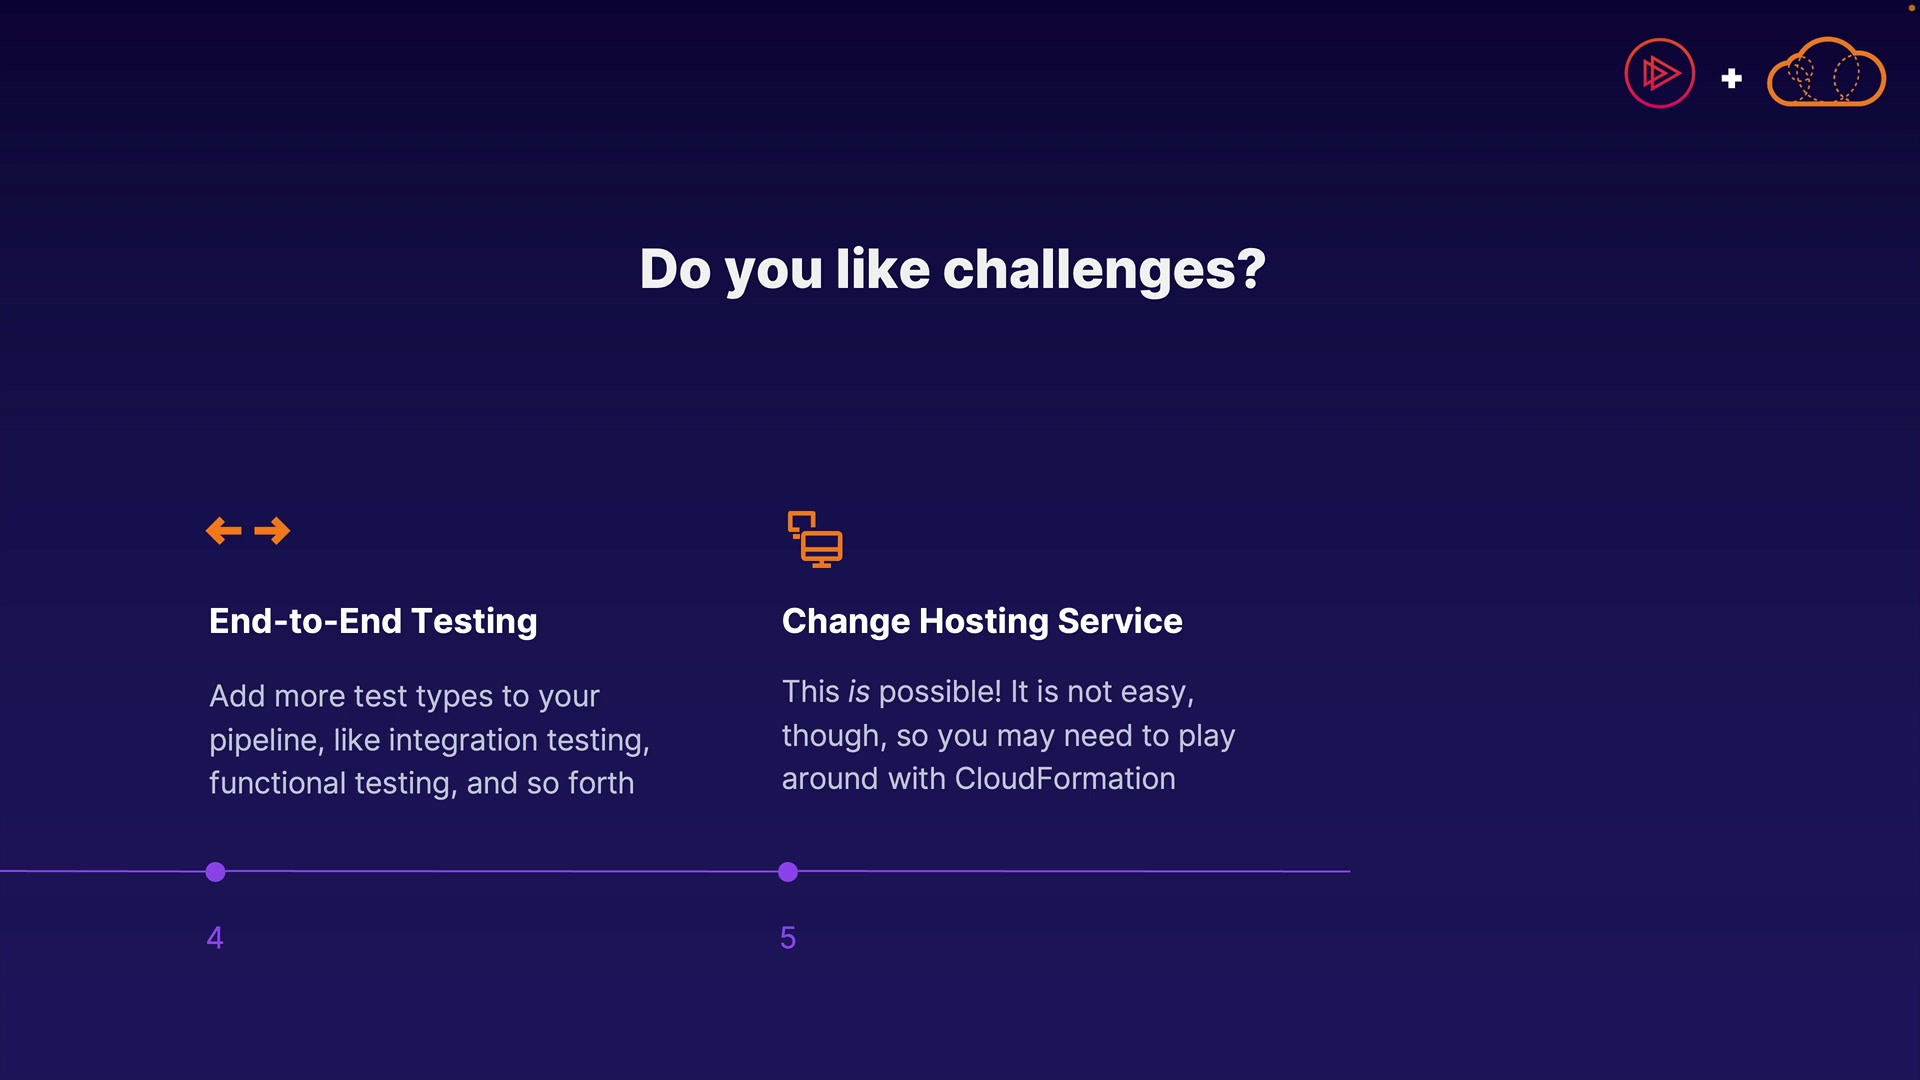 Do you like challenges?
End-to-End Testing
Add more test types to your
pipeline, like integration testing,
functional testing, and so forth
4
Change Hosting Service
This is possible! It is not easy,
though, so you may need to play
around with CloudFormation
5